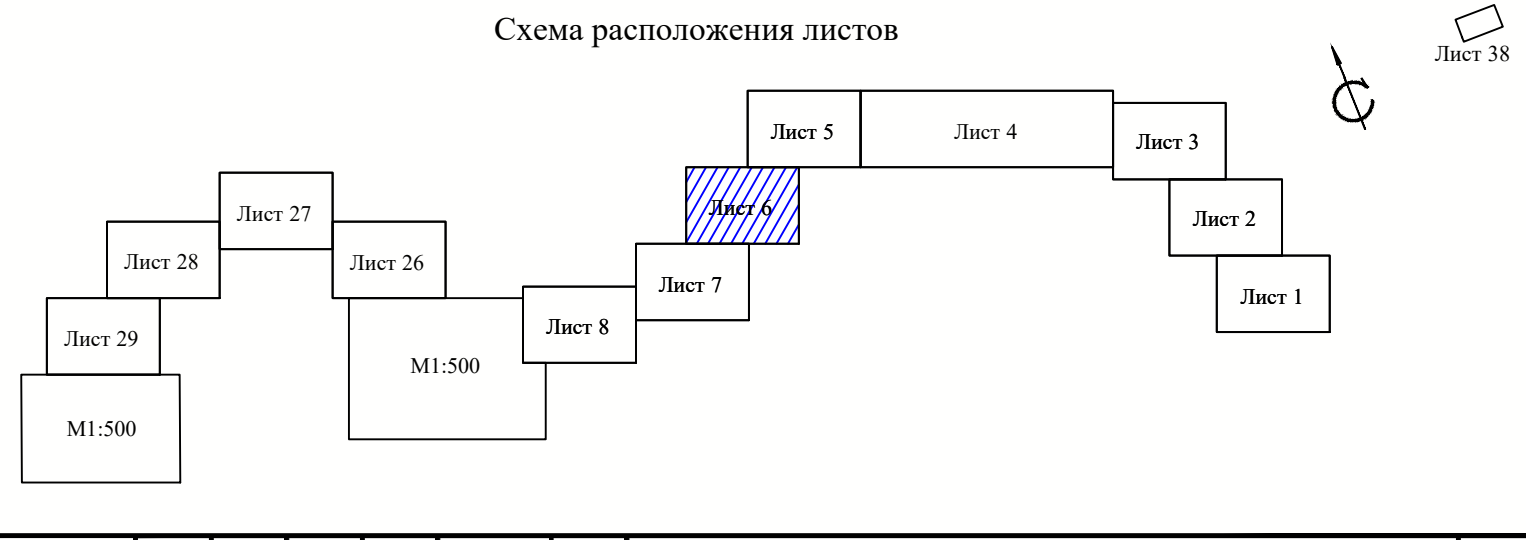 Схема расположения листов
Лист 38
Лист 5
Лист 4
Лист 3
Лист 6
Лист 27
Лист 2
Лист 28
Лист 26
Лист 7
Лист 1
Лист 29
Лист 8
М1:500
М1:500
С